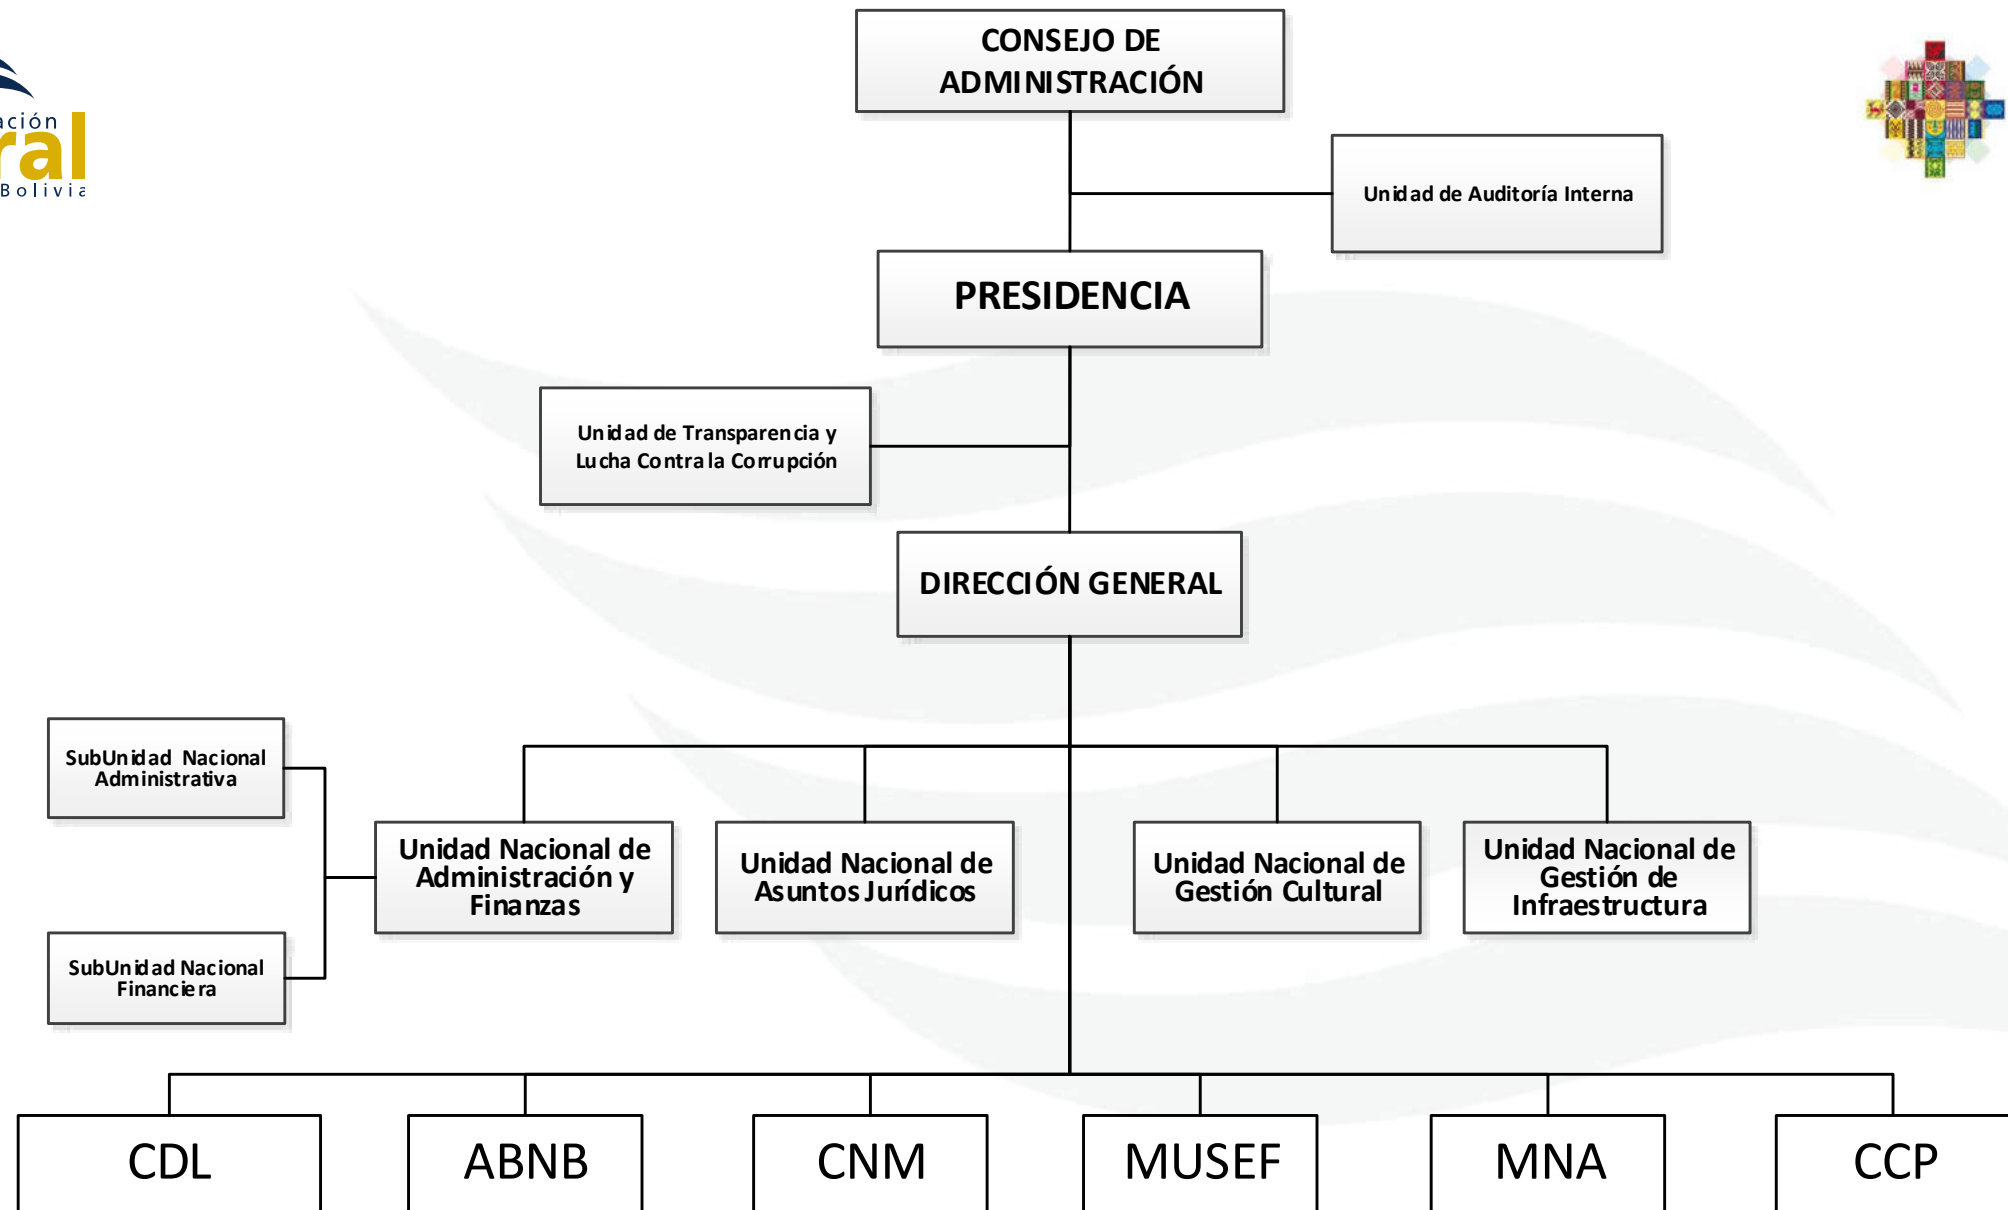 CONSEJO DE
ADMINISTRACIÓN
ración
ral
Bolivia
Unidad de Auditoría Interna
PRESIDENCIA
Unidad de Transparencia y
Lucha Contra la Corrupción
DIRECCIÓN GENERAL
SubUnidad Nacional
Administrativa
Unidad Nacional de
Administración y
Finanzas
Unidad Nacional de
Asuntos Jurídicos
Unidad Nacional de
Gestión Cultural
Unidad Nacional de
Gestión de
Infraestructura
SubUnidad Nacional
Financiera
CDL
ABNB
CNM
MUSEF
MNA
CCP